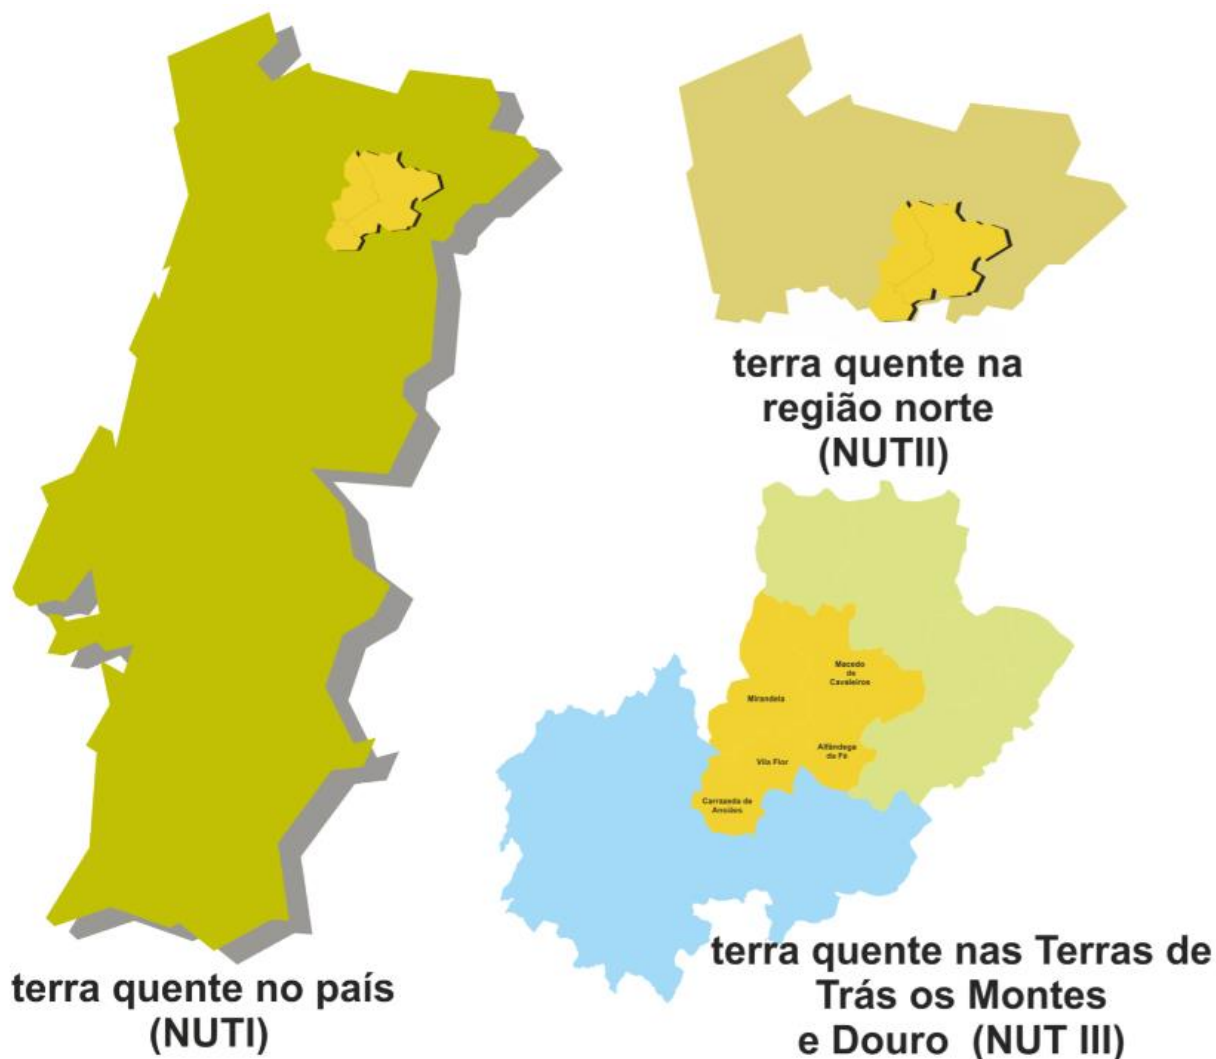 terra quente no país
(NUTI)
terra quente na
região norte
(NUTII)
Macedo
de
Cavaleiros
Mirandela
Alfândega
da Fé
Vila Flor
Carrazeda de
Ansiães
terra quente nas Terras de
Trás os Montes
e Douro (NUT III)